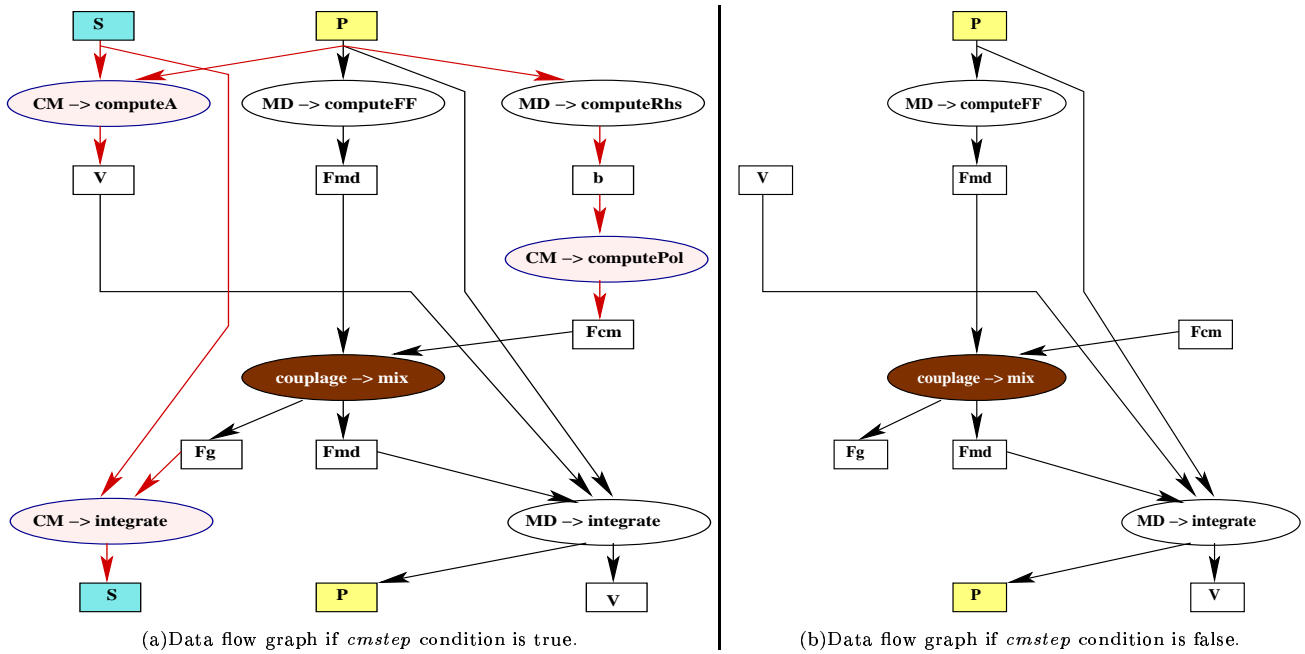 S
P
CM –> computeA
MD –> computeFF
MD –> computeRhs
V
Fmd
b
CM –> computePol
Fcm
couplage –> mix
Fg
Fmd
CM –> integrate
MD –> integrate
S
P
V
(a)Data flow graph if cmstep condition is true.
P
MD –> computeFF
V
Fmd
Fcm
couplage –> mix
Fg
Fmd
MD –> integrate
P
V
(b)Data flow graph if cmstep condition is false.